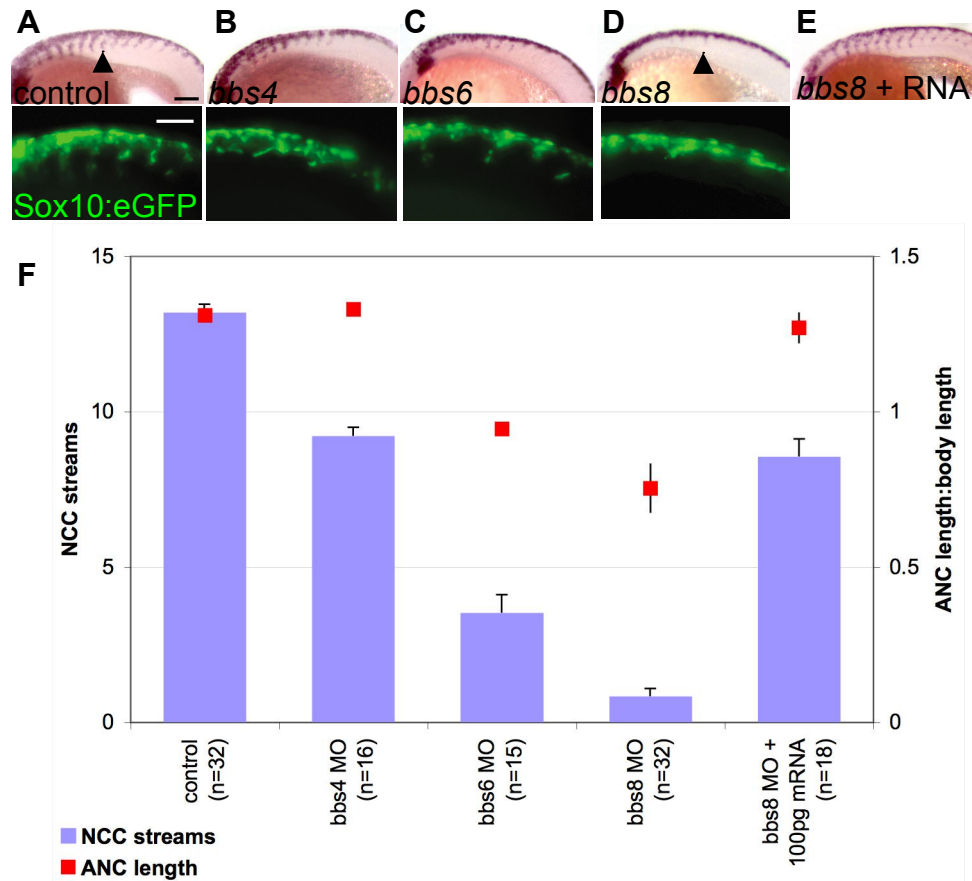 A B C D E
control bbs4 bbs6 bbs8 bbs8 + RNA
Sox10:eGFP
F
15
10
5
0
NCC streams
1.5
1
0.5
0
ANC length:body length
control
(n=32)
bbs4 MO
(n=16)
bbs6 MO
(n=15)
bbs8 MO
(n=32)
bbs8 MO +
100pg mRNA
(n=18)
NCC streams
ANC length